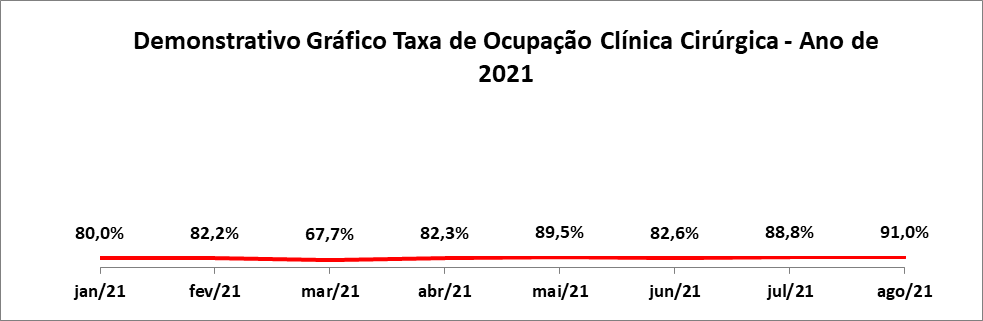 Demonstrativo Gráfico Taxa de Ocupação Clínica Cirúrgica - Ano de
2021
80,0% 82,2% 67,7% 82,3% 89,5% 82,6% 88,8% 91,0%
jan/21 fev/21 mar/21 abr/21 mai/21 jun/21 jul/21 ago/21